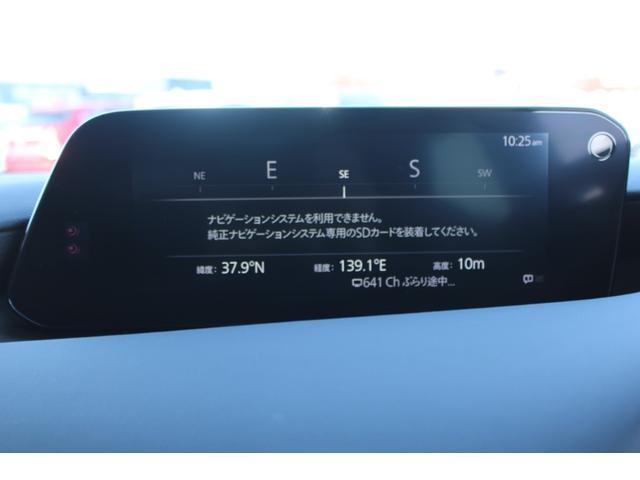 10:25am
NE E SE S SW
ナビゲーションシステムを利用できません。
純正ナビゲーションシステム専用のSDカードを装着してください。
緯度: 37.9°N 経度: 139.1°E 高度: 10m
641 Ch ぶらり途中...